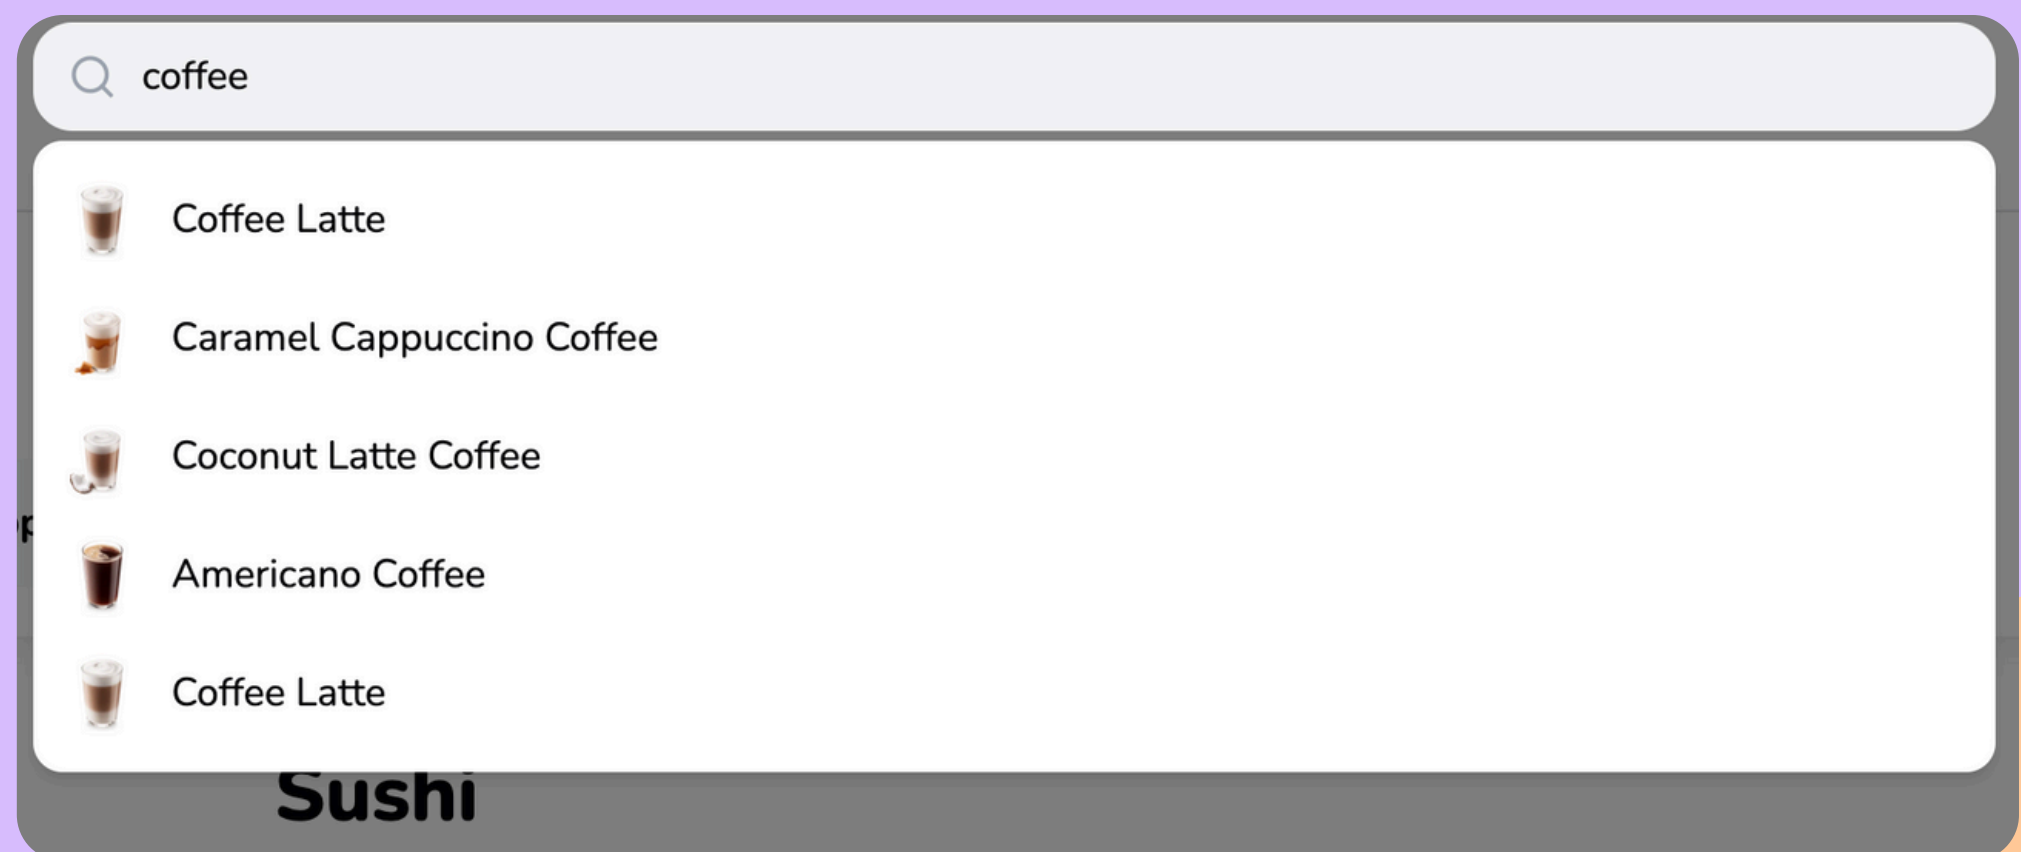 coffee
Coffee Latte
Caramel Cappuccino Coffee
Coconut Latte Coffee
Americano Coffee
Coffee Latte
Sushi